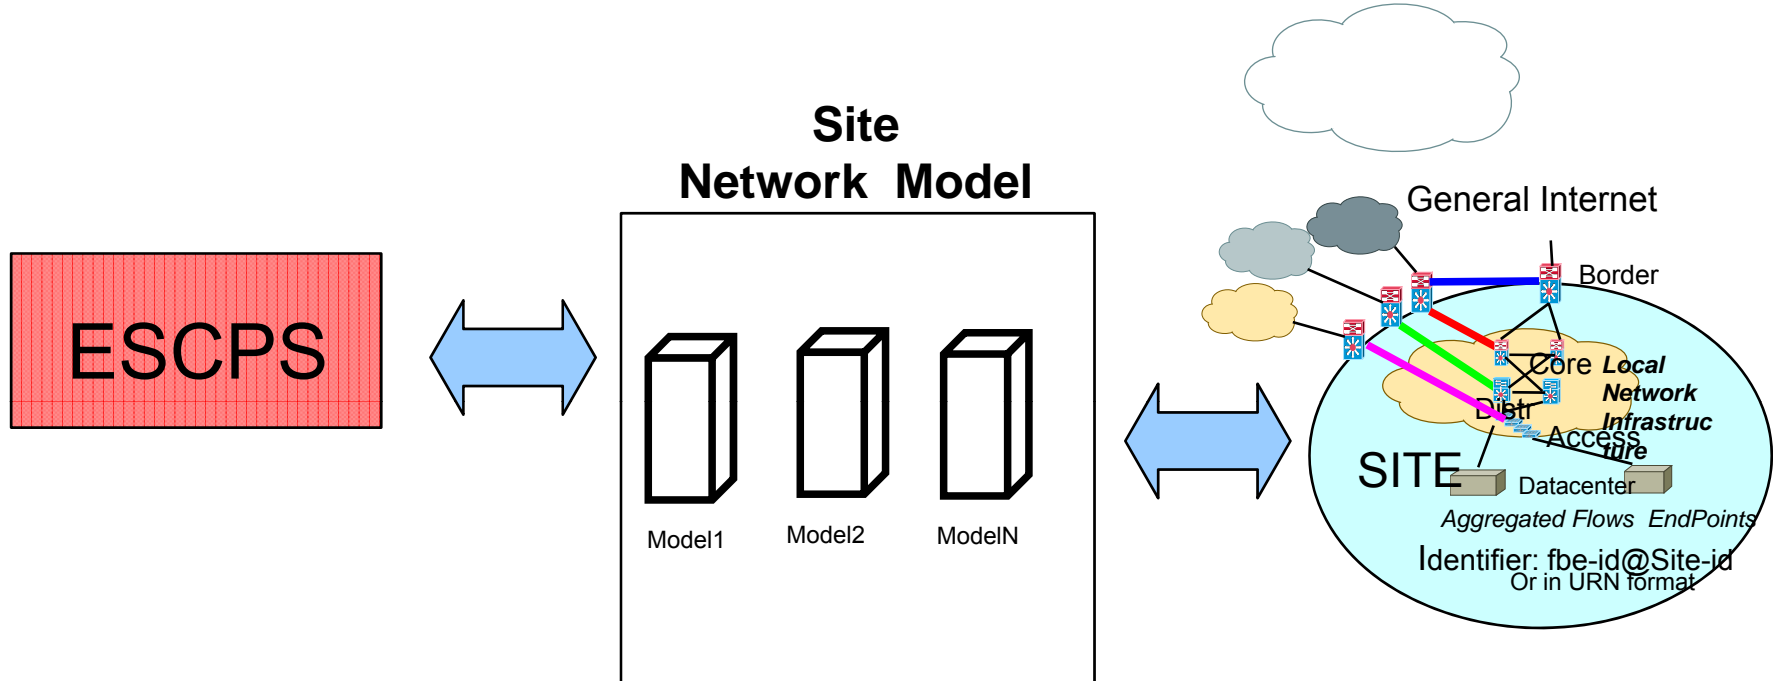 Site
Network Model
ESCPS
Model1
Model2
ModelN
General Internet
Border
Core
Local
Network
Infrastruc
ture
Distr
Access
SITE
Datacenter
Aggregated Flows EndPoints
Identifier: fbe-id@Site-id
Or in URN format